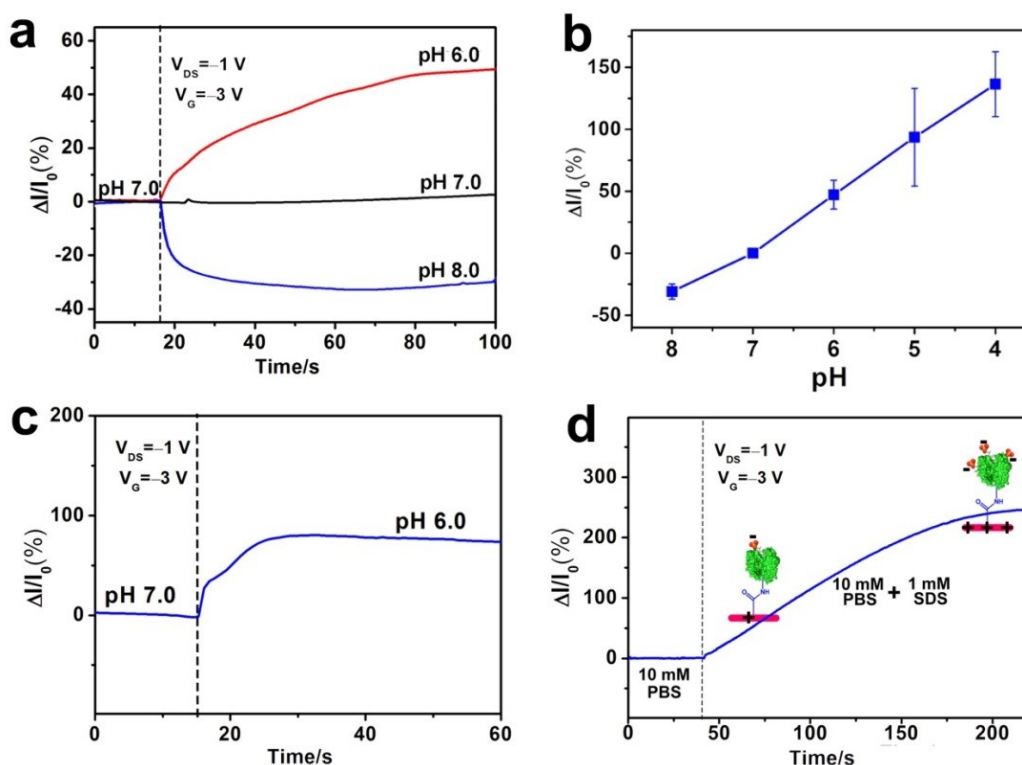 a
60
40
20
0
-20
-40
ΔI/I0(%)
VDS=−1 V
VG=−3 V
pH 6.0
pH 7.0
pH 7.0
pH 8.0
0 20 40 60 80 100
Time/s
b
150
100
50
0
-50
ΔI/I0(%)
8 7 6 5 4
pH
c
200
100
0
ΔI/I0(%)
VDS=−1 V
VG=−3 V
pH 7.0
pH 6.0
0 20 40 60
Time/s
d
300
200
100
0
ΔI/I0(%)
VDS=−1 V
VG=−3 V
O
NH
+
O
NH
+ + +
10 mM + 1 mM
PBS SDS
10 mM
PBS
0 50 100 150 200
Time/s